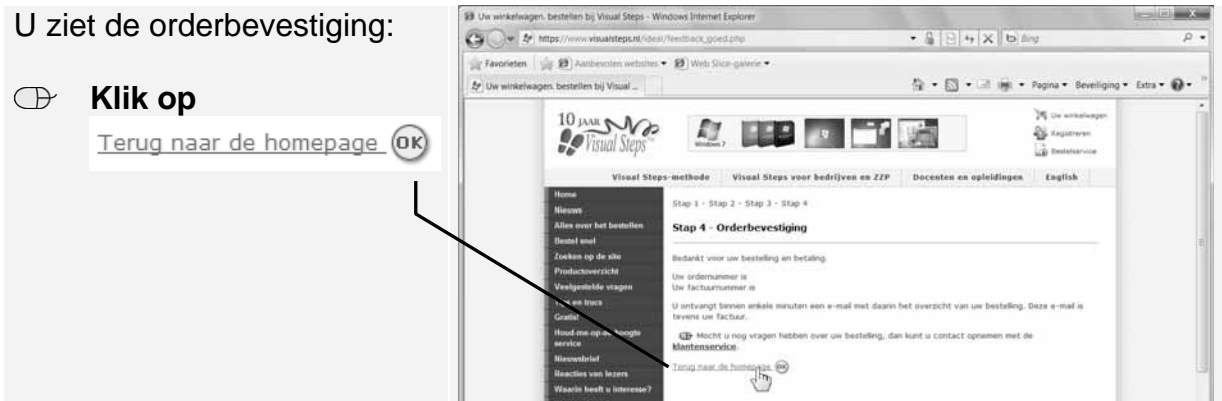 U ziet de orderbevestiging:
Klik op
Terug naar de homepage OK
Uw winkelwagen. bestellen bij Visual Steps - Windows Internet Explorer
https://www.visualsteps.nl/ideal/feedback_goed.php
Bing
Favorieten Aanbevolen websites Web Slice-galerie
Uw winkelwagen. bestellen bij Visual ...
Pagina Beveiliging Extra
10 JAAR
Visual Steps™
Windows 7
Uw winkelwagen
Registreren
Bestelservice
Visual Steps-methode Visual Steps voor bedrijven en ZZP Docenten en opleidingen English
Home
Nieuws
Alles over het bestellen
Bestel snel
Zoeken op de site
Productoverzicht
Veelgestelde vragen
Tips en trucs
Gratis!
Houd me op de hoogte
service
Nieuwsbrief
Reacties van lezers
Waarin heeft u interesse?
Stap 1 - Stap 2 - Stap 3 - Stap 4
Stap 4 - Orderbevestiging
Bedankt voor uw bestelling en betaling.
Uw ordernummer is
Uw factuurnummer is
U ontvangt binnen enkele minuten een e-mail met daarin het overzicht van uw bestelling. Deze e-mail is
tevens uw factuur.
Mocht u nog vragen hebben over uw bestelling, dan kunt u contact opnemen met de
klantenservice.
Terug naar de homepage OK